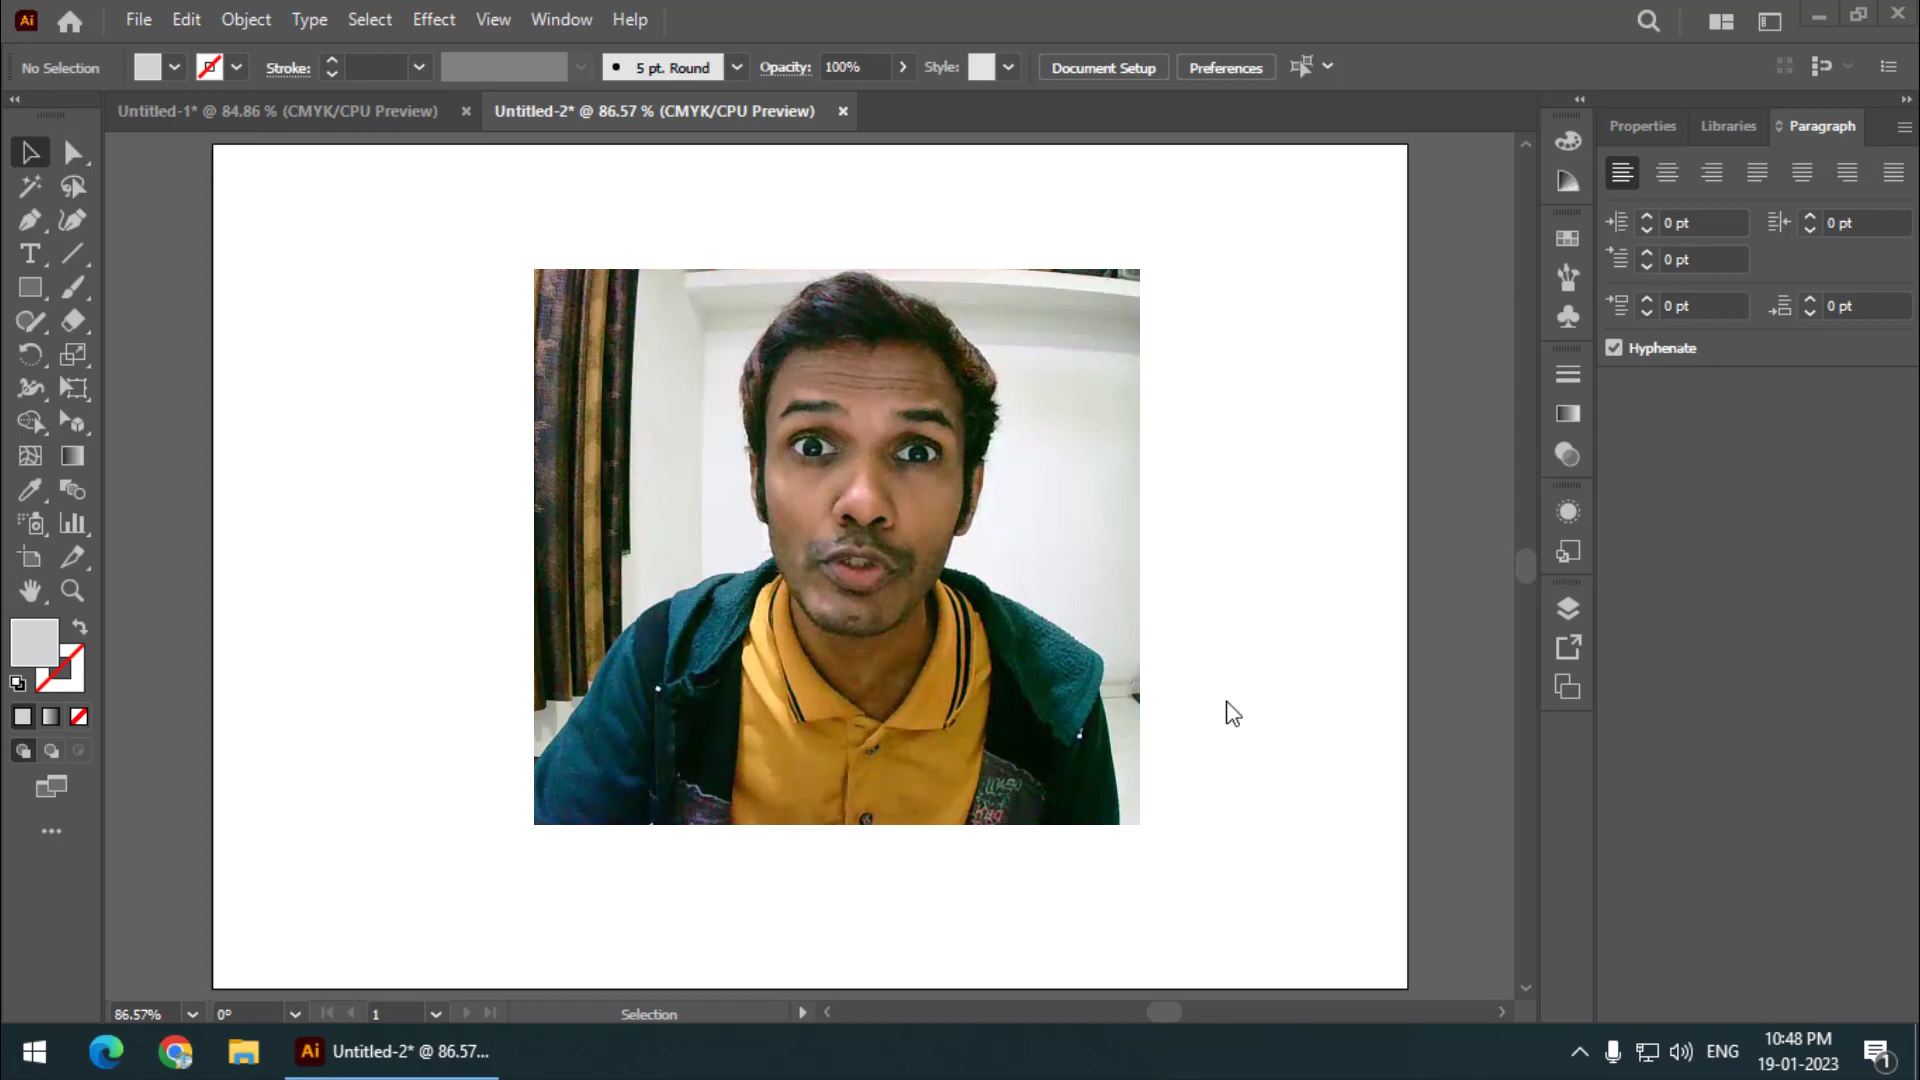 Ai File Edit Object Type Select Effect View Window Help
No Selection Stroke: 5 pt. Round Opacity: 100% Style: Document Setup Preferences
Untitled-1* @ 84.86 % (CMYK/CPU Preview) × Untitled-2* @ 86.57 % (CMYK/CPU Preview) ×
Properties Libraries Paragraph
0 pt 0 pt
0 pt
0 pt 0 pt
Hyphenate
86.57% 0° 1 Selection
Ai Untitled-2* @ 86.57... ENG 10:48 PM
19-01-2023 1